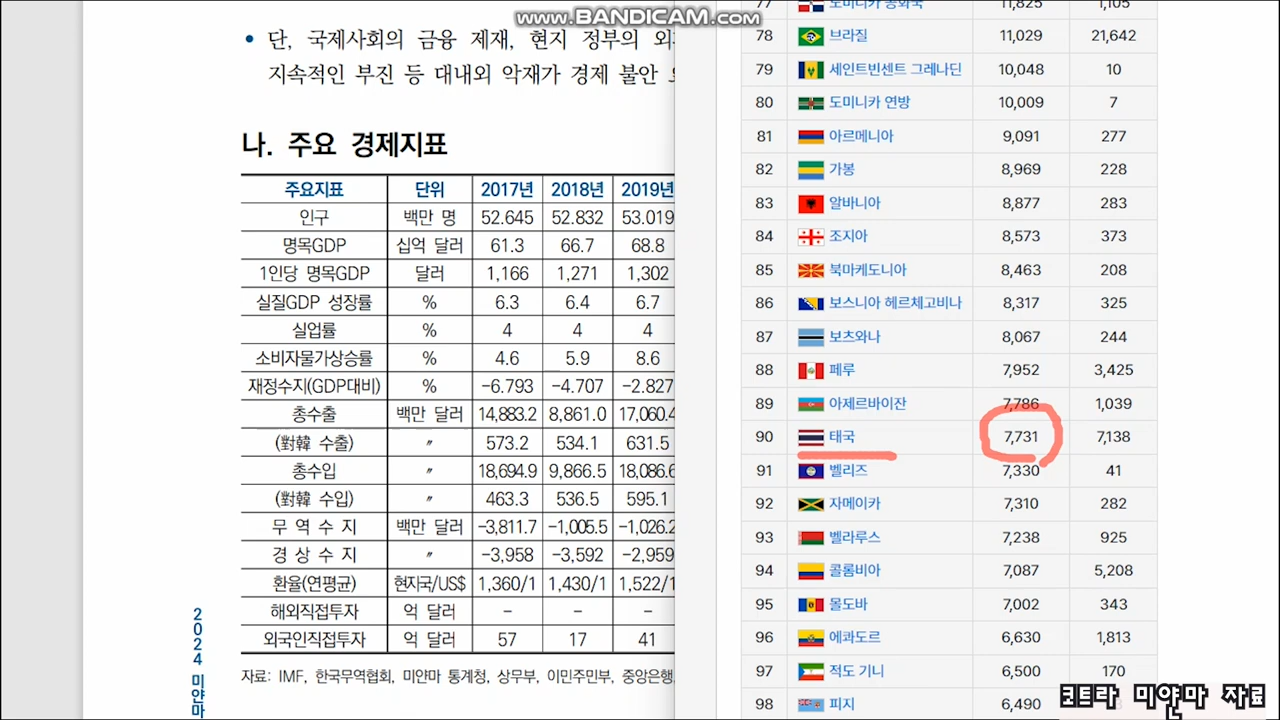 www.BANDICAM.com
• 단, 국제사회의 금융 제재, 현지 정부의
지속적인 부진 등 대내외 악재가 경제 불안
나. 주요 경제지표
주요지표 단위 2017년 2018년 2019년
인구 백만 명 52.645 52.832 53.019
명목GDP 십억 달러 61.3 66.7 68.8
1인당 명목GDP 달러 1,166 1,271 1,302
실질GDP 성장률 % 6.3 6.4 6.7
실업률 % 4 4 4
소비자물가상승률 % 4.6 5.9 8.6
재정수지(GDP대비) % −6.793 −4.707 −2.827
총수출 백만 달러 14,883.2 8,861.0 17,060.4
(對韓 수출) 〃 573.2 534.1 631.5
총수입 〃 18,694.9 9,866.5 18,086.6
(對韓 수입) 〃 463.3 536.5 595.1
무 역 수 지 백만 달러 −3,811.7 −1,005.5 −1,026.2
경 상 수 지 〃 −3,958 −3,592 −2,959
환율(연평균) 현지국/US$ 1,360/1 1,430/1 1,522/1
해외직접투자 억 달러 − − −
외국인직접투자 억 달러 57 17 41
자료: IMF, 한국무역협회, 미얀마 통계청, 상무부, 이민주민부, 중앙은행,
2024 미얀마
77 도미니카 공화국 11,825 1,105
78 브라질 11,029 21,642
79 세인트빈센트 그레나딘 10,048 10
80 도미니카 연방 10,009 7
81 아르메니아 9,091 277
82 가봉 8,969 228
83 알바니아 8,877 283
84 조지아 8,573 373
85 북마케도니아 8,463 208
86 보스니아 헤르체고비나 8,317 325
87 보츠와나 8,067 244
88 페루 7,952 3,425
89 아제르바이잔 7,786 1,039
90 태국 7,731 7,138
91 벨리즈 7,330 41
92 자메이카 7,310 282
93 벨라루스 7,238 925
94 콜롬비아 7,087 5,208
95 몰도바 7,002 343
96 에콰도르 6,630 1,813
97 적도 기니 6,500 170
98 피지 6,490
코트라 미얀마 자료